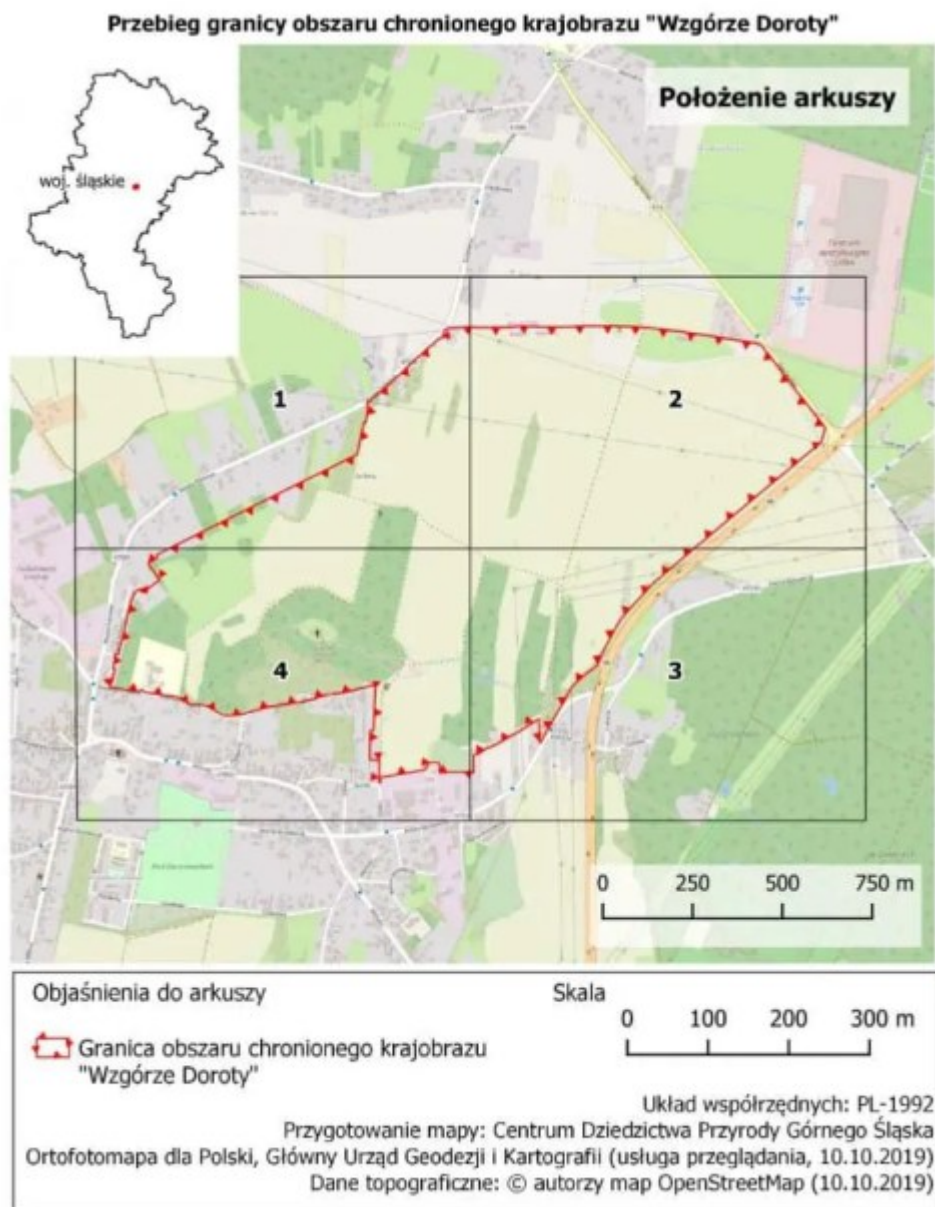 Przebieg granicy obszaru chronionego krajobrazu "Wzgórze Doroty"
Położenie arkuszy
woj. śląskie
1
2
4
3
0 250 500 750 m
Objaśnienia do arkuszy
Skala
0 100 200 300 m
Granica obszaru chronionego krajobrazu
"Wzgórze Doroty"
Układ współrzędnych: PL-1992
Przygotowanie mapy: Centrum Dziedzictwa Przyrody Górnego Śląska
Ortofotomapa dla Polski, Główny Urząd Geodezji i Kartografii (usługa przeglądania, 10.10.2019)
Dane topograficzne: © autorzy map OpenStreetMap (10.10.2019)